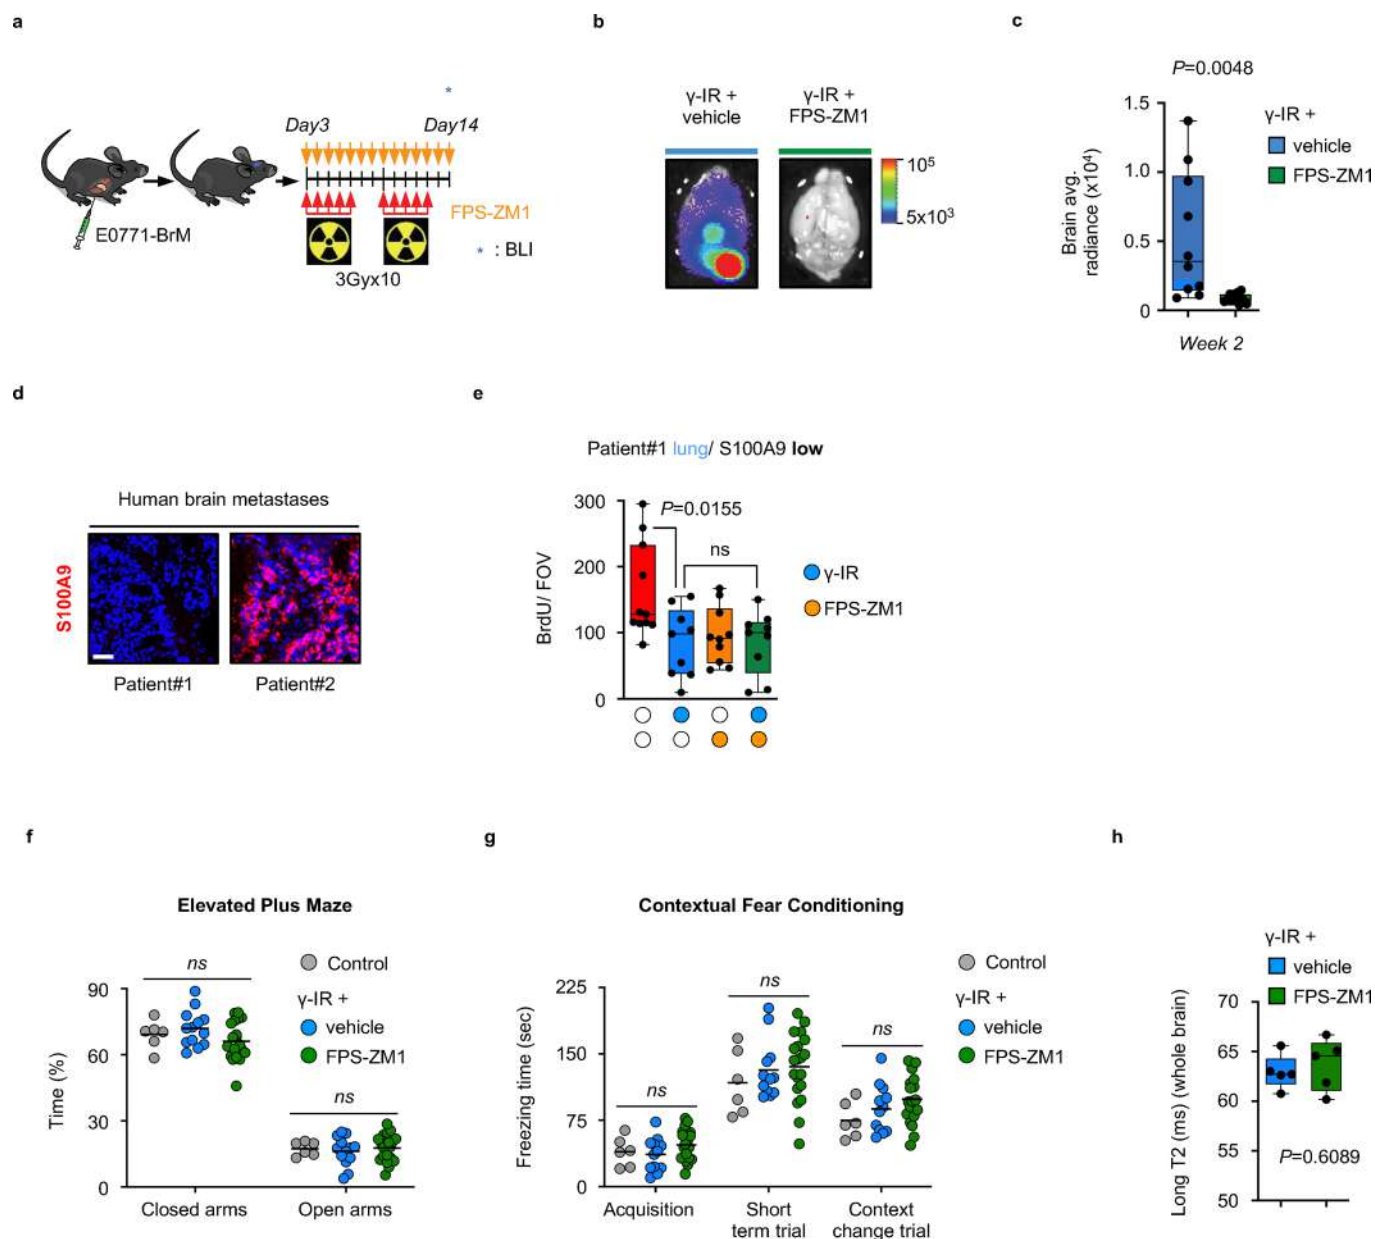 a
Day3
Day14
*
E0771-BrM
FPS-ZM1
* : BLI
3Gyx10
b
γ-IR +
vehicle
γ-IR +
FPS-ZM1
10⁵
5x10³
c
P=0.0048
Brain avg.
radiance (x10⁴)
1.5
1.0
0.5
0
Week 2
γ-IR +
vehicle
FPS-ZM1
d
Human brain metastases
S100A9
Patient#1
Patient#2
e
Patient#1 lung/ S100A9 low
BrdU/ FOV
300
200
100
0
P=0.0155
ns
γ-IR
FPS-ZM1
f
Elevated Plus Maze
Time (%)
90
60
30
0
ns
ns
Closed arms
Open arms
Control
γ-IR +
vehicle
FPS-ZM1
g
Contextual Fear Conditioning
Freezing time (sec)
225
150
75
0
ns
ns
ns
Acquisition
Short
term trial
Context
change trial
Control
γ-IR +
vehicle
FPS-ZM1
h
γ-IR +
vehicle
FPS-ZM1
Long T2 (ms) (whole brain)
70
65
60
55
50
P=0.6089